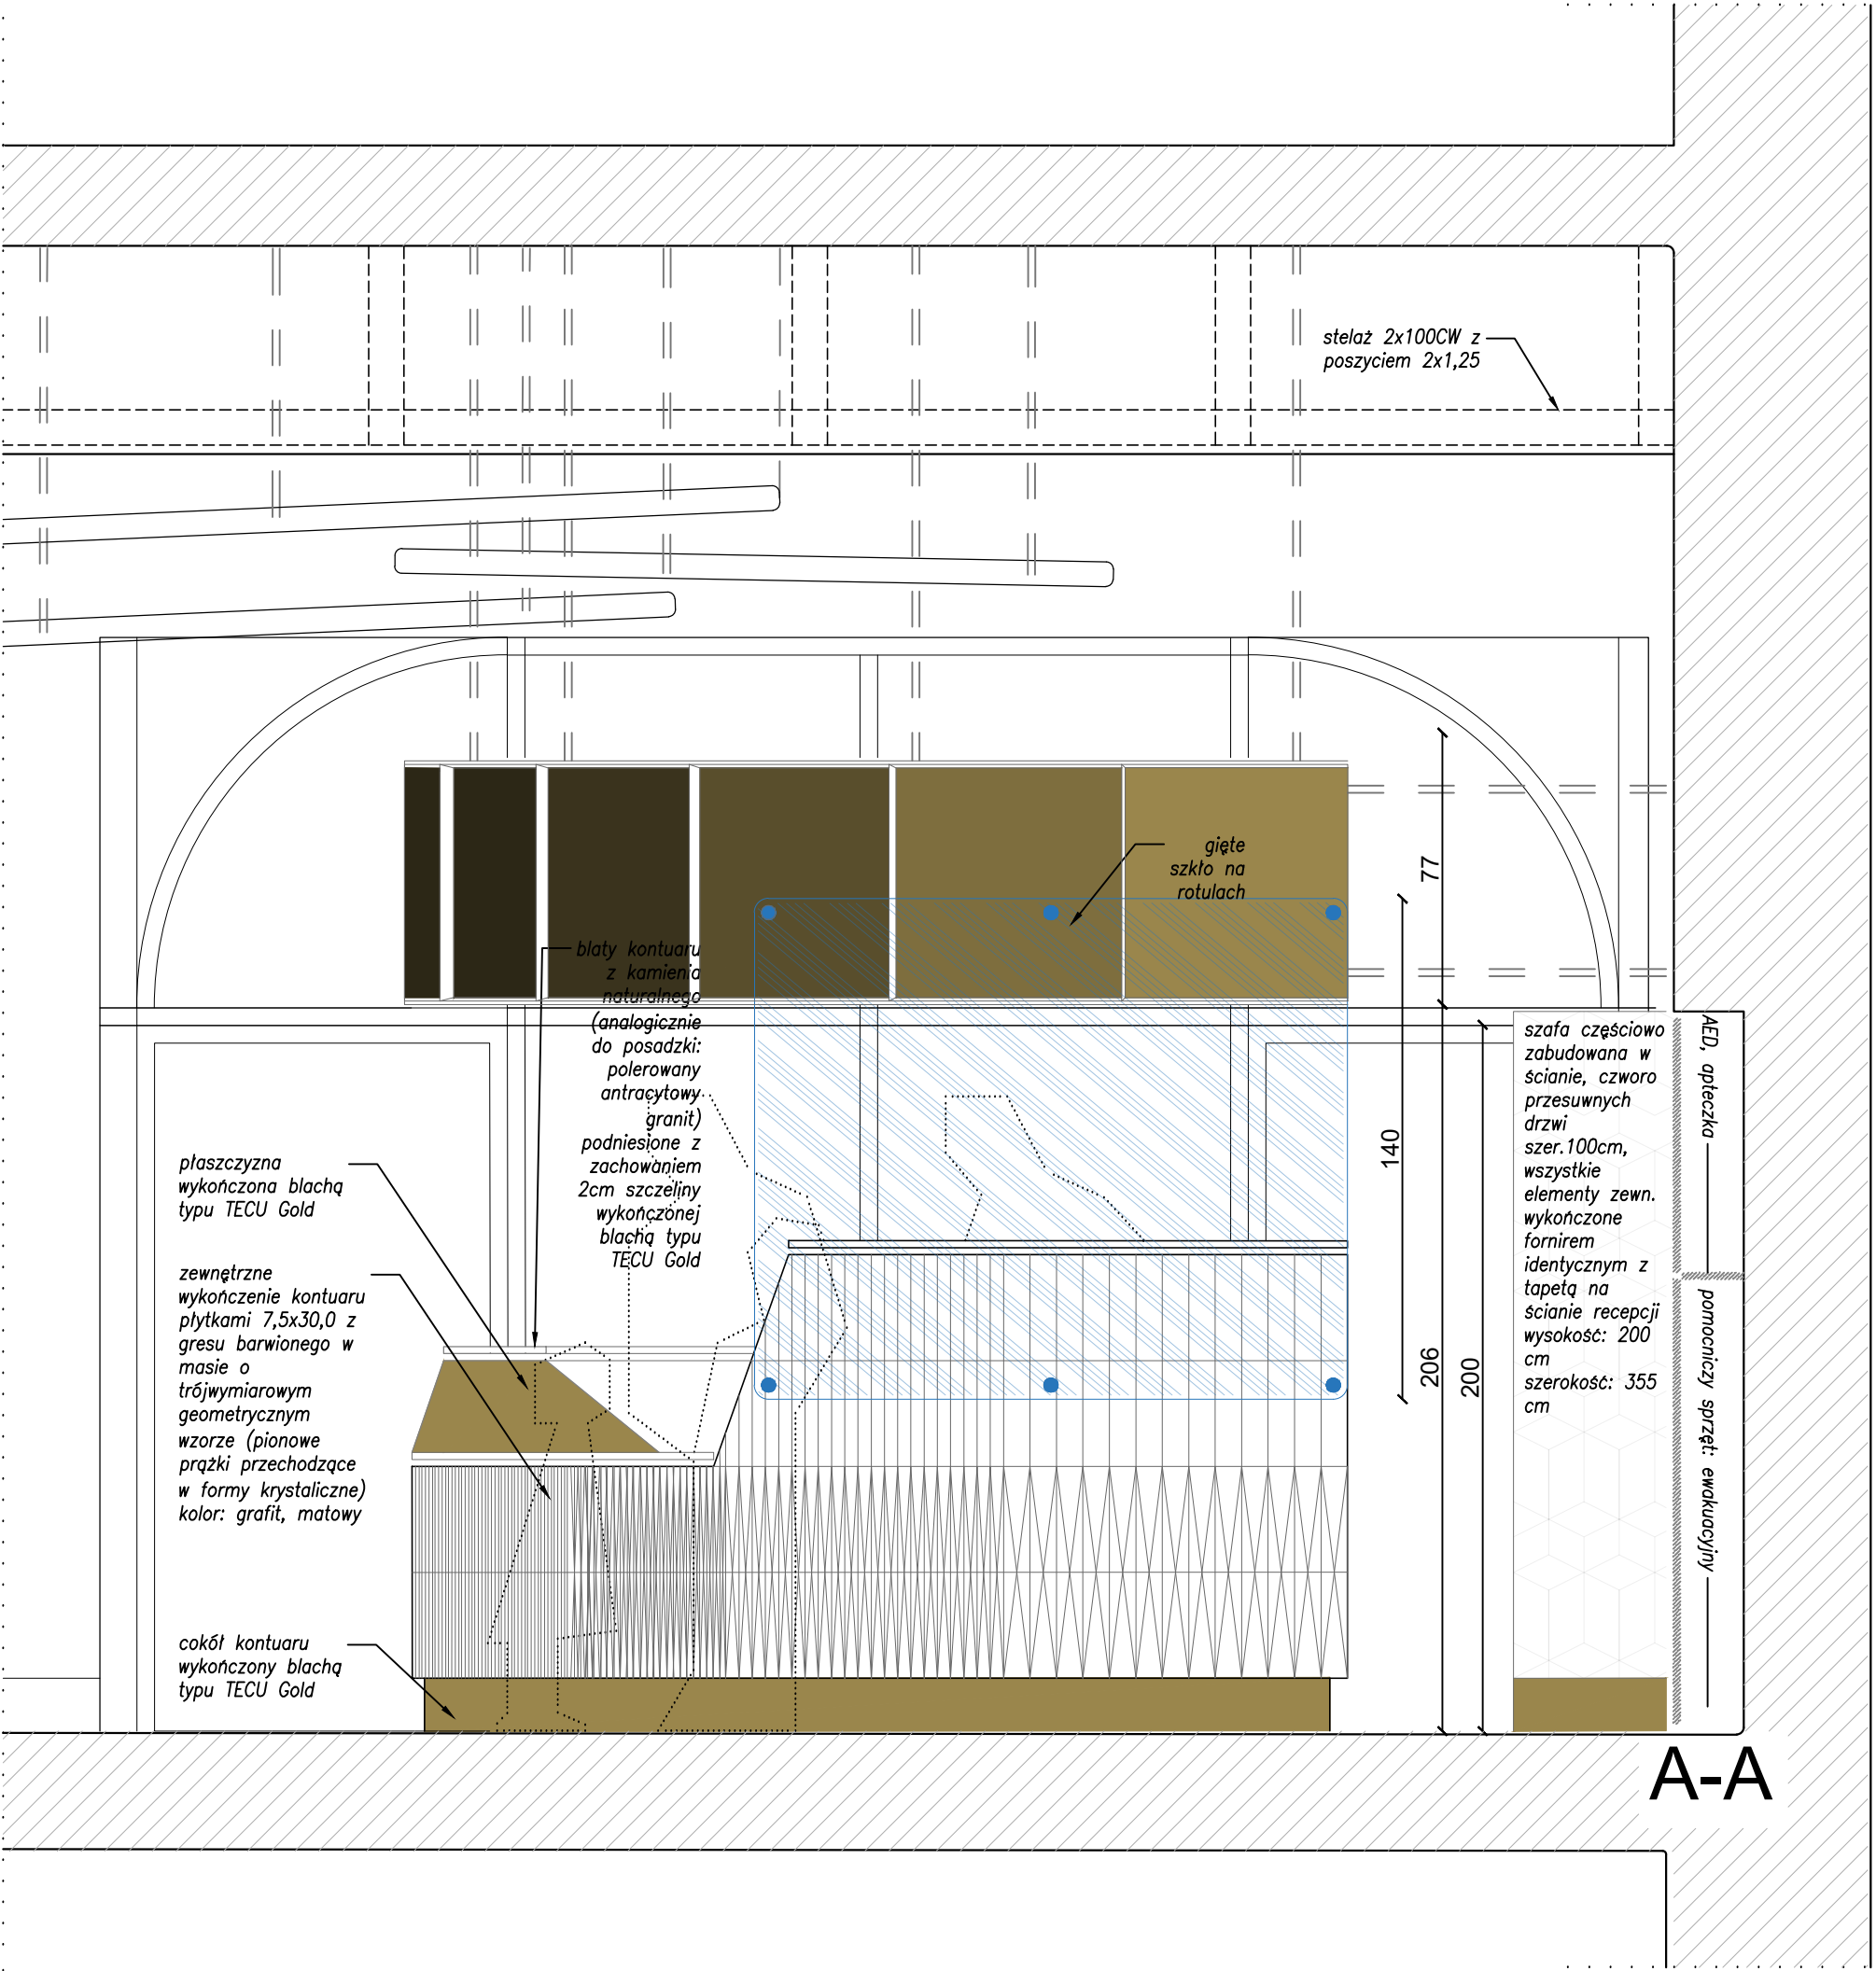 stelaż 2x100CW z
poszyciem 2x1,25
77
gięte
szkło na
rotulach
blaty kontuaru
z kamienia
naturalnego
(analogicznie
do posadzki:
polerowany
antracytowy
granit)
podniesione z
zachowaniem
2cm szczeliny
wykończonej
blachą typu
TECU Gold
140
206
200
szafa częściowo
zabudowana w
ścianie, czworo
przesuwnych
drzwi
szer.100cm,
wszystkie
elementy zewn.
wykończone
fornirem
identycznym z
tapetą na
ścianie recepcji
wysokość: 200
cm
szerokość: 355
cm
AED, apteczka
pomocniczy sprzęt: ewakuacyjny
płaszczyzna
wykończona blachą
typu TECU Gold
zewnętrzne
wykończenie kontuaru
płytkami 7,5x30,0 z
gresu barwionego w
masie o
trójwymiarowym
geometrycznym
wzorze (pionowe
prążki przechodzące
w formy krystaliczne)
kolor: grafit, matowy
cokół kontuaru
wykończony blachą
typu TECU Gold
A-A